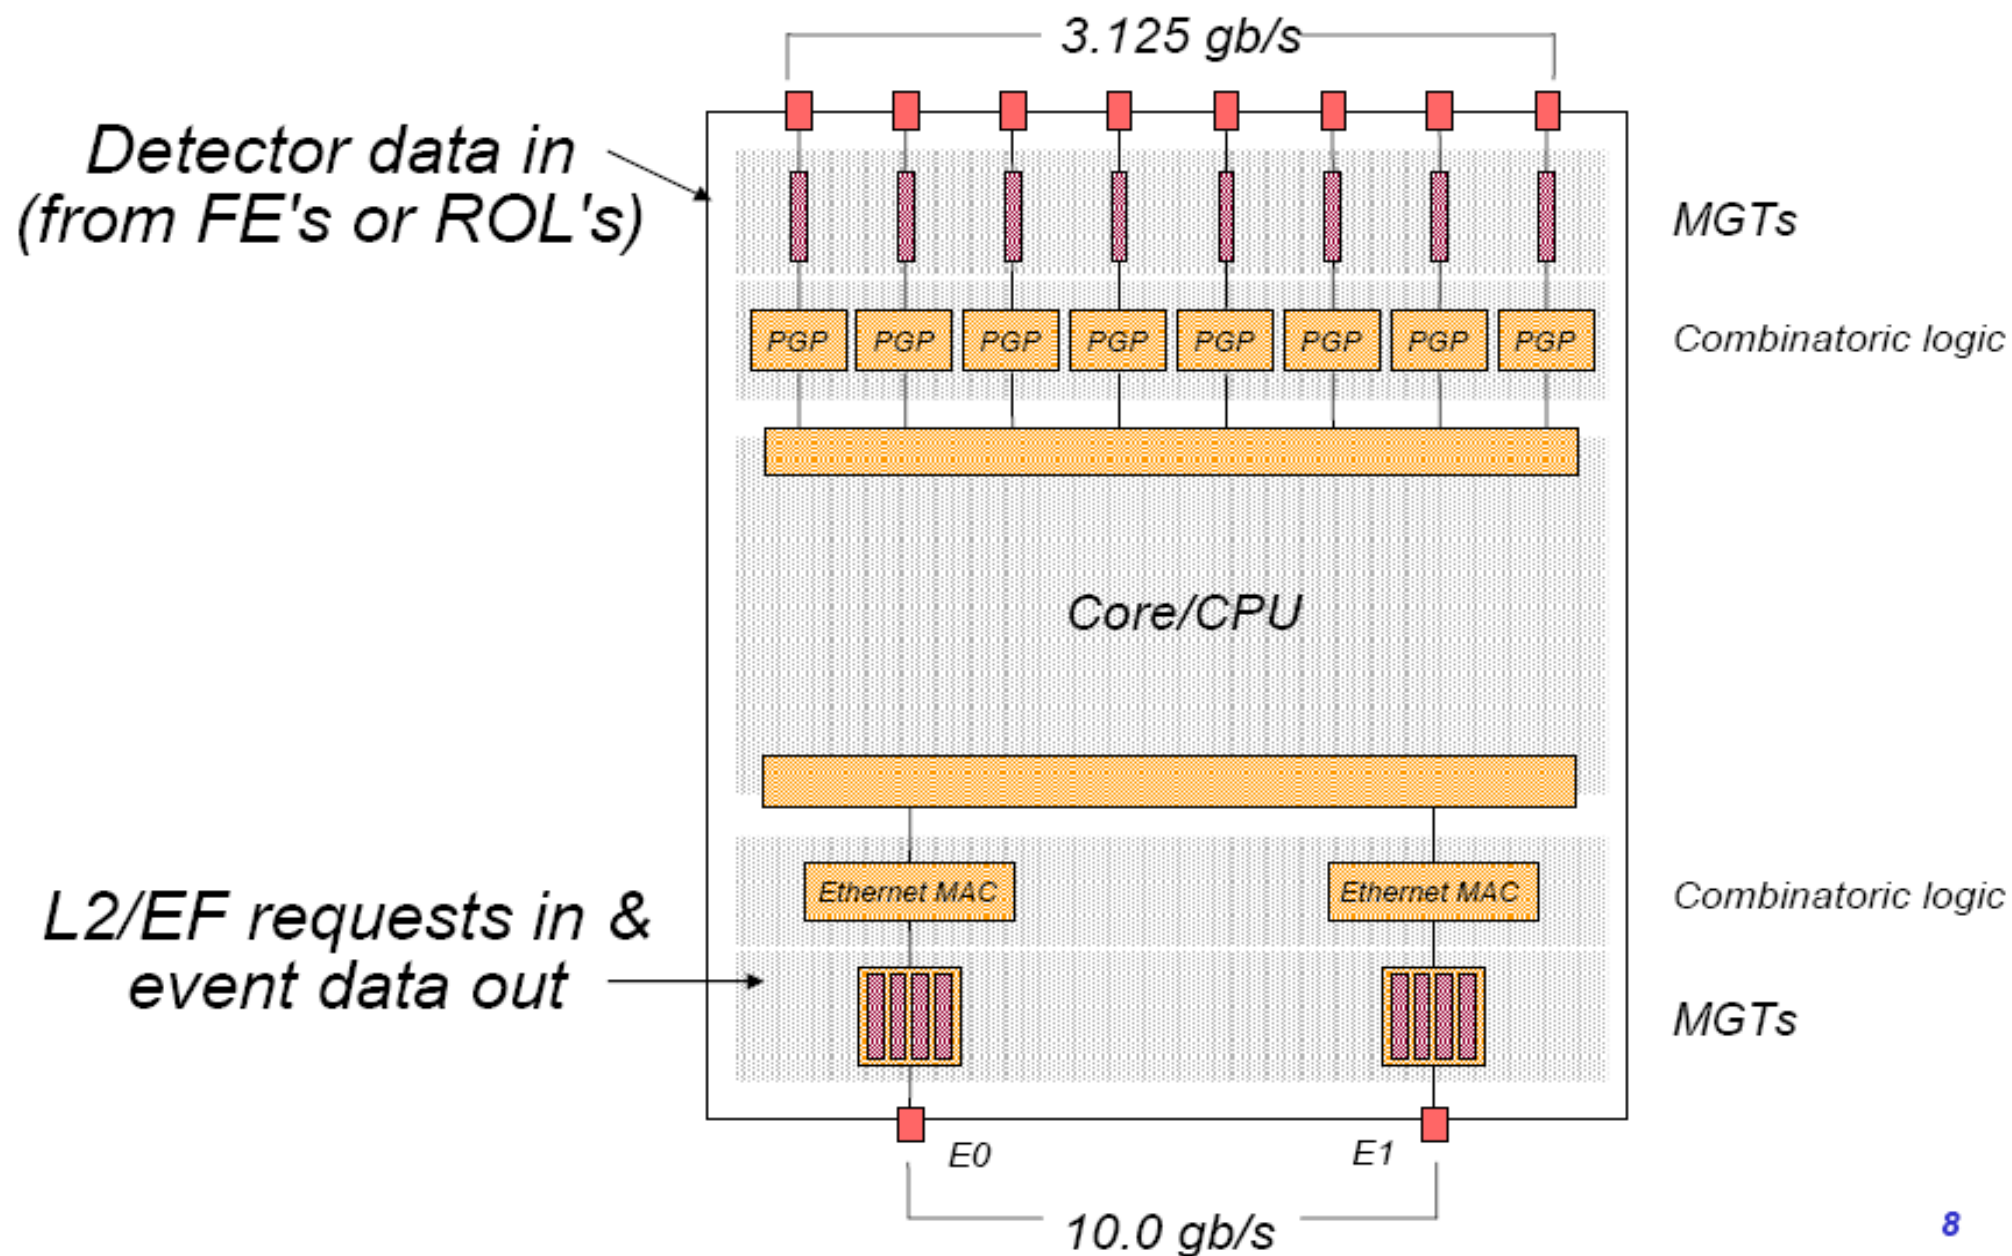 3.125 gb/s
Detector data in
(from FE's or ROL's)
MGTs
PGP PGP PGP PGP PGP PGP PGP PGP
Combinatoric logic
Core/CPU
Ethernet MAC Ethernet MAC
Combinatoric logic
L2/EF requests in &
event data out
MGTs
E0 E1
10.0 gb/s
8